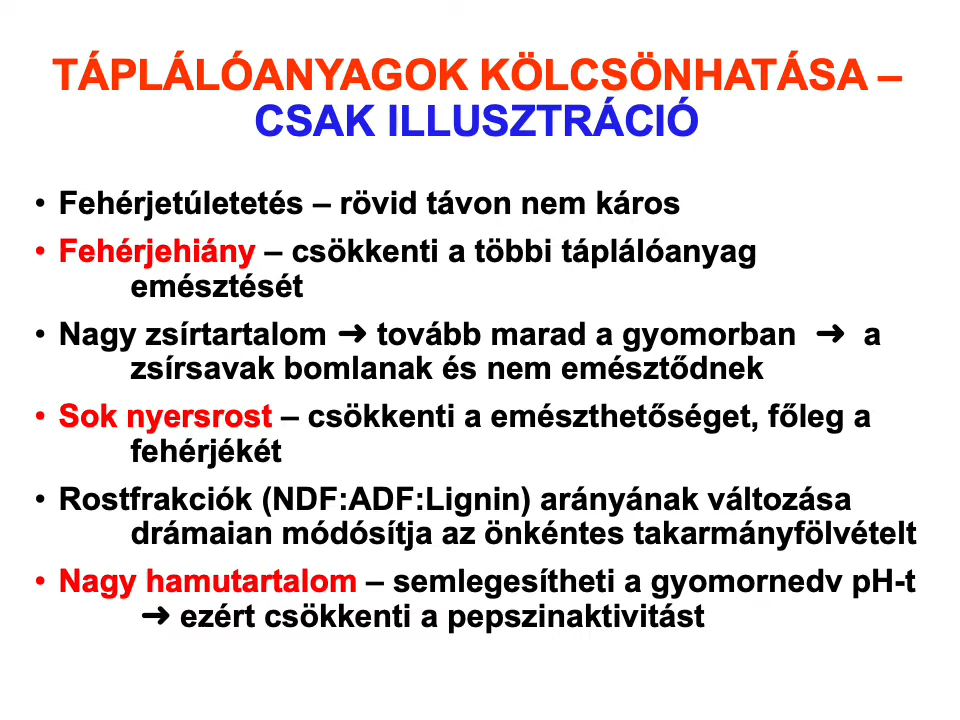 TÁPLÁLÓANYAGOK KÖLCSÖNHATÁSA –
CSAK ILLUSZTRÁCIÓ
• Fehérjetúletetés – rövid távon nem káros
• Fehérjehiány – csökkenti a többi táplálóanyag
emésztését
• Nagy zsírtartalom ➜ tovább marad a gyomorban ➜ a
zsírsavak bomlanak és nem emésztődnek
• Sok nyersrost – csökkenti a emészthetőséget, főleg a
fehérjékét
• Rostfrakciók (NDF:ADF:Lignin) arányának változása
drámaian módósítja az önkéntes takarmányfölvételt
• Nagy hamutartalom – semlegesítheti a gyomornedv pH-t
➜ ezért csökkenti a pepszinaktivitást